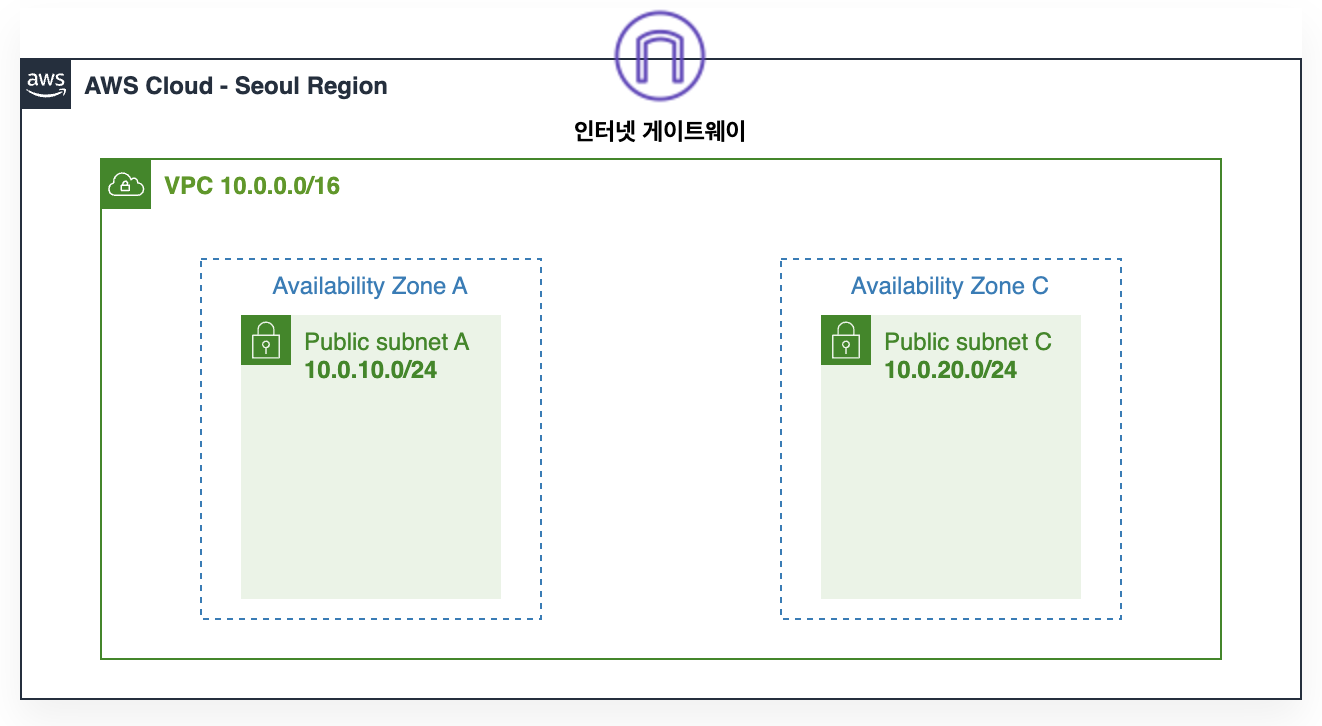 aws
AWS Cloud - Seoul Region
인터넷 게이트웨이
VPC 10.0.0.0/16
Availability Zone A
Public subnet A
10.0.10.0/24
Availability Zone C
Public subnet C
10.0.20.0/24